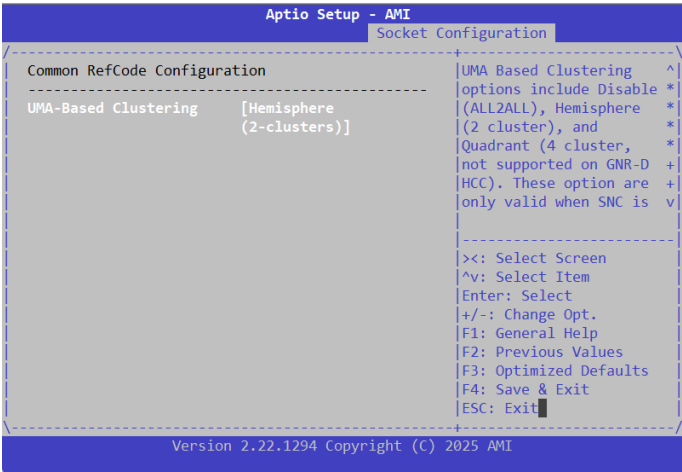 Aptio Setup - AMI
Socket Configuration
Common RefCode Configuration
UMA-Based Clustering [Hemisphere
(2-clusters)]
UMA Based Clustering ^
options include Disable *
(ALL2ALL), Hemisphere *
(2 cluster), and *
Quadrant (4 cluster, *
not supported on GNR-D +
HCC). These option are +
only valid when SNC is v
><: Select Screen
^v: Select Item
Enter: Select
+/-: Change Opt.
F1: General Help
F2: Previous Values
F3: Optimized Defaults
F4: Save & Exit
ESC: Exit
Version 2.22.1294 Copyright (C) 2025 AMI